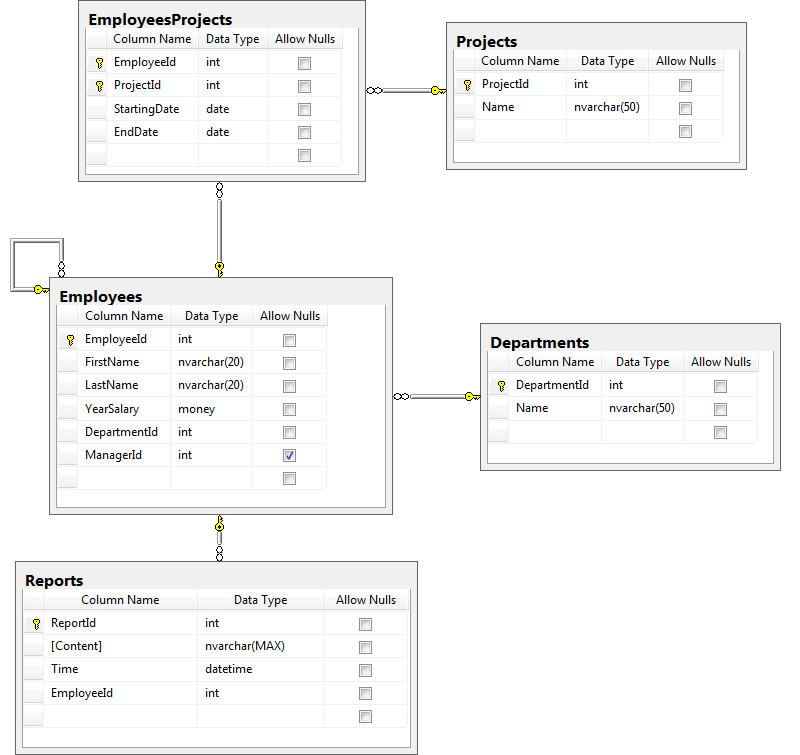 EmployeesProjects
Column Name Data Type Allow Nulls
EmployeeId int
ProjectId int
StartingDate date
EndDate date
Projects
Column Name Data Type Allow Nulls
ProjectId int
Name nvarchar(50)
Employees
Column Name Data Type Allow Nulls
EmployeeId int
FirstName nvarchar(20)
LastName nvarchar(20)
YearSalary money
DepartmentId int
ManagerId int
Departments
Column Name Data Type Allow Nulls
DepartmentId int
Name nvarchar(50)
Reports
Column Name Data Type Allow Nulls
ReportId int
[Content] nvarchar(MAX)
Time datetime
EmployeeId int